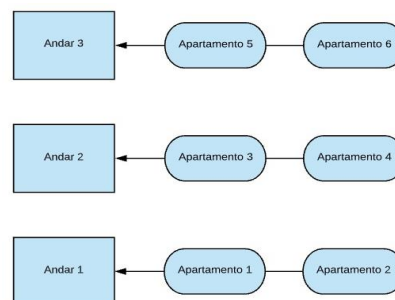 Andar 3
Apartamento 5
Apartamento 6
Andar 2
Apartamento 3
Apartamento 4
Andar 1
Apartamento 1
Apartamento 2